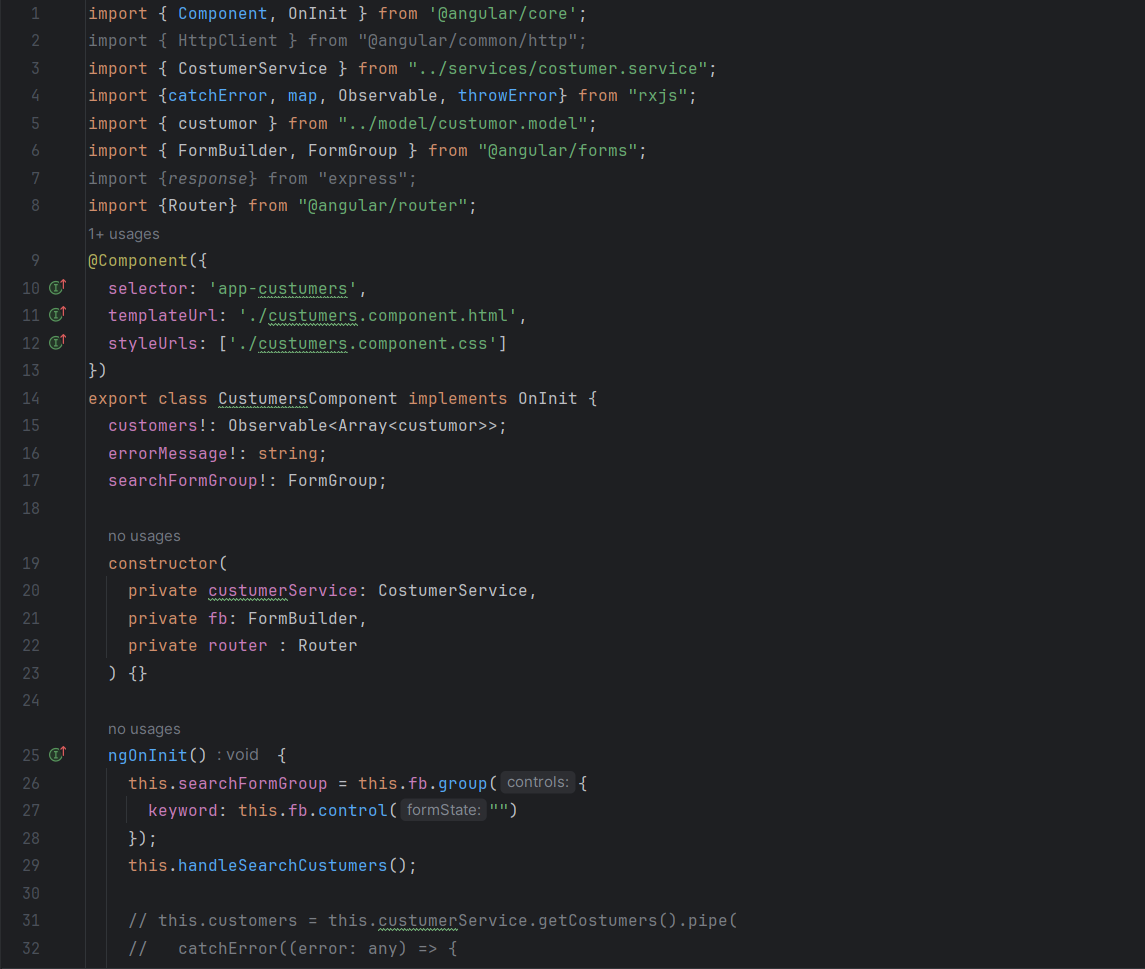 1 import { Component, OnInit } from '@angular/core';
2 import { HttpClient } from "@angular/common/http";
3 import { CostumerService } from "../services/costumer.service";
4 import {catchError, map, Observable, throwError} from "rxjs";
5 import { custumor } from "../model/custumor.model";
6 import { FormBuilder, FormGroup } from "@angular/forms";
7 import {response} from "express";
8 import {Router} from "@angular/router";
1+ usages
9 @Component({
10 selector: 'app-custumers',
11 templateUrl: './custumers.component.html',
12 styleUrls: ['./custumers.component.css']
13 })
14 export class CustumersComponent implements OnInit {
15 customers!: Observable<Array<custumor>>;
16 errorMessage!: string;
17 searchFormGroup!: FormGroup;
18
no usages
19 constructor(
20 private custumerService: CostumerService,
21 private fb: FormBuilder,
22 private router : Router
23 ) {}
24
no usages
25 ngOnInit() : void {
26 this.searchFormGroup = this.fb.group( controls: {
27 keyword: this.fb.control( formState: "")
28 });
29 this.handleSearchCustumers();
30
31 // this.customers = this.custumerService.getCostumers().pipe(
32 // catchError((error: any) => {